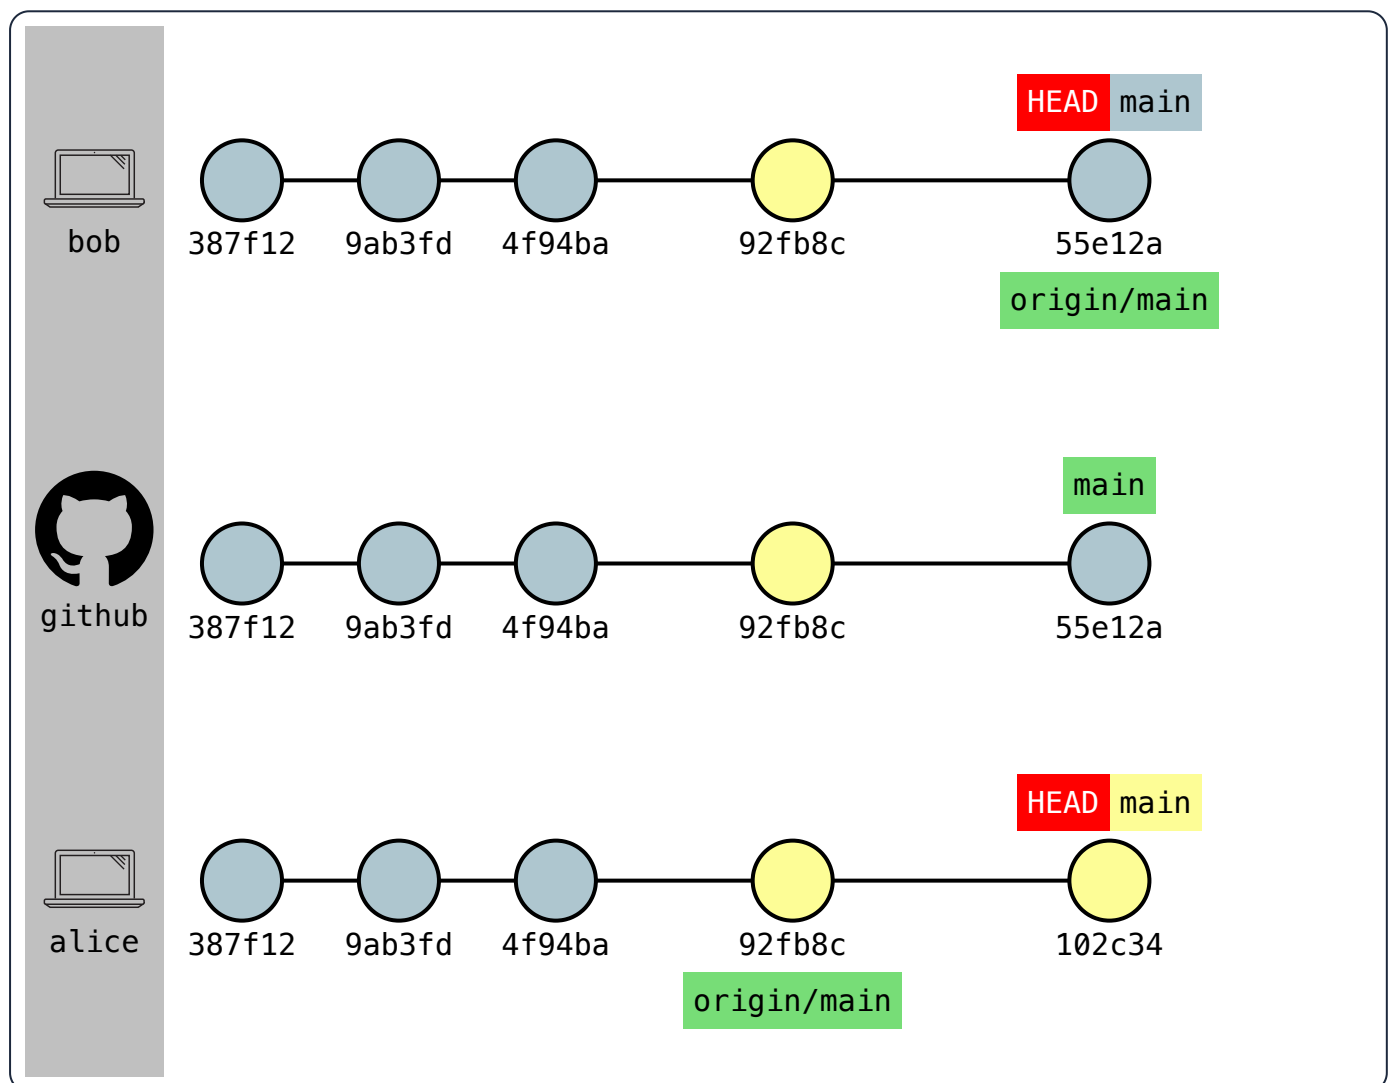 HEAD main
bob
387f12 9ab3fd 4f94ba 92fb8c 55e12a
origin/main
main
github
387f12 9ab3fd 4f94ba 92fb8c 55e12a
HEAD main
alice
387f12 9ab3fd 4f94ba 92fb8c 102c34
origin/main